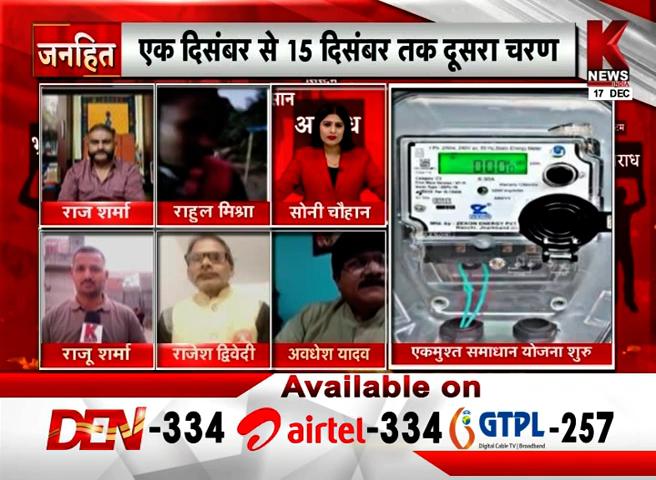 जनहित
एक दिसंबर से 15 दिसंबर तक दूसरा चरण
K
NEWS
17 DEC
राज शर्मा
राहुल मिश्रा
सोनी चौहान
राजू शर्मा
राजेश द्विवेदी
अवधेश यादव
एकमुश्त समाधान योजना शुरु
राध
Available on
DEN-334
airtel-334
GTPL-257
Digital Cable TV | Broadband